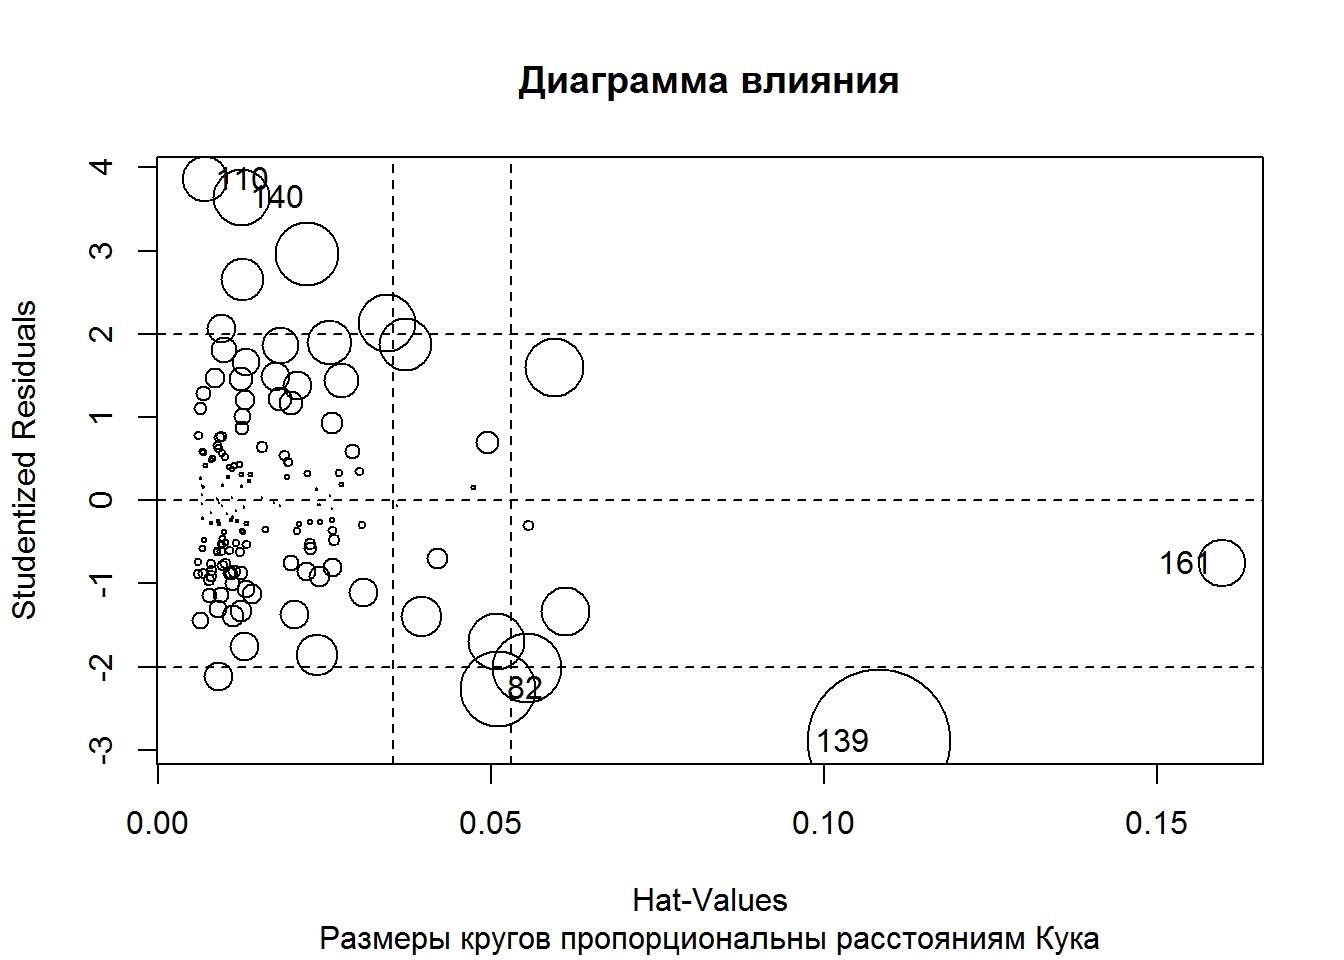 Диаграмма влияния
4
3
2
1
0
-1
-2
-3
Studentized Residuals
110
140
161
82
139
0.00 0.05 0.10 0.15
Hat-Values
Размеры кругов пропорциональны расстояниям Кука